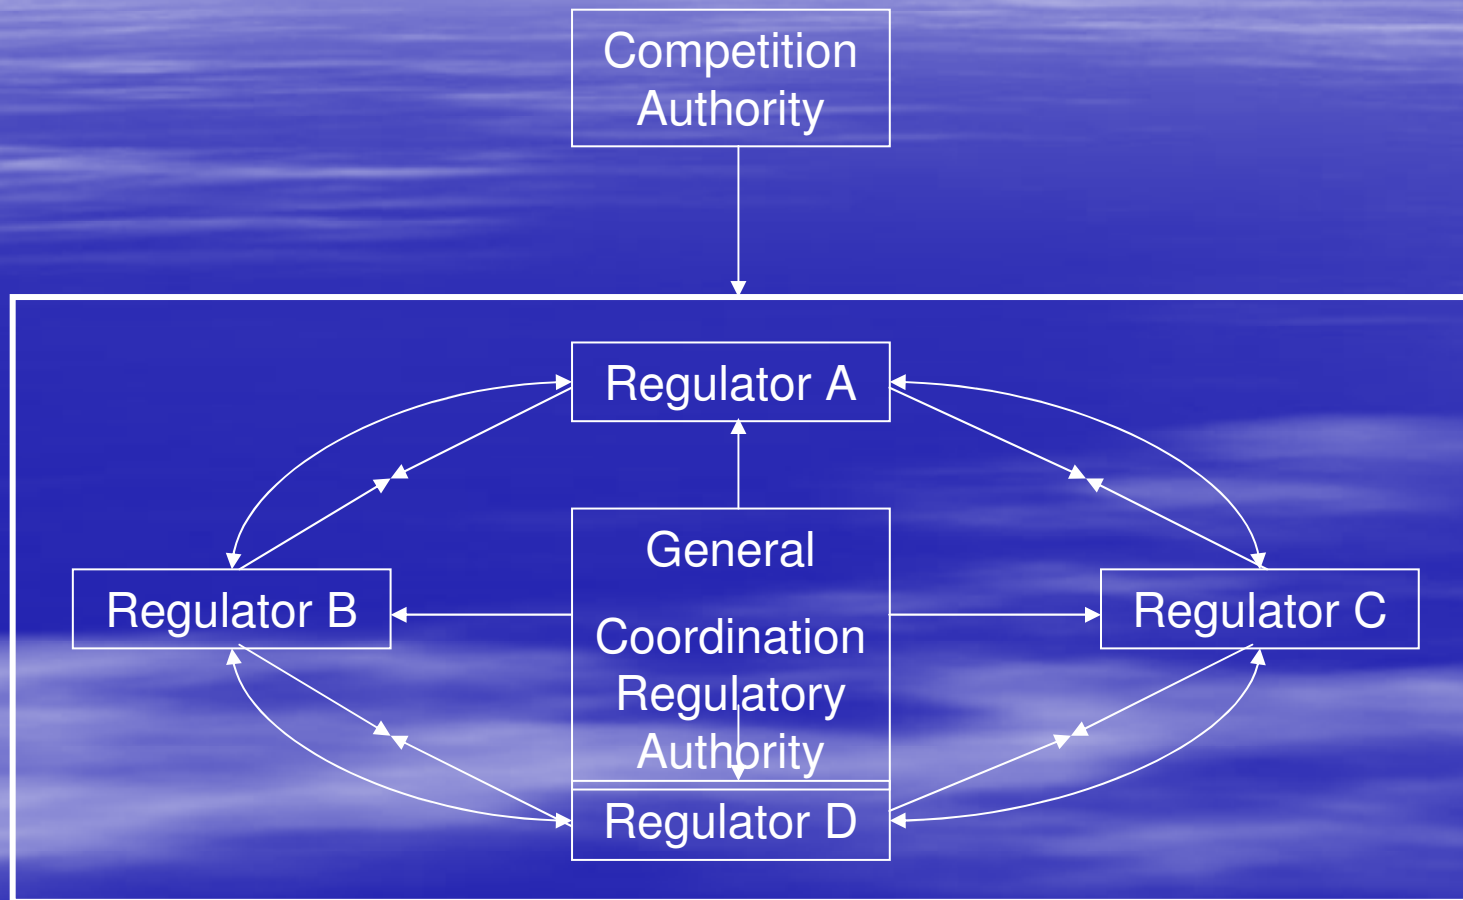 Competition
Authority
Regulator A
General
Regulator B
Regulator C
Coordination
Regulatory
Authority
Regulator D